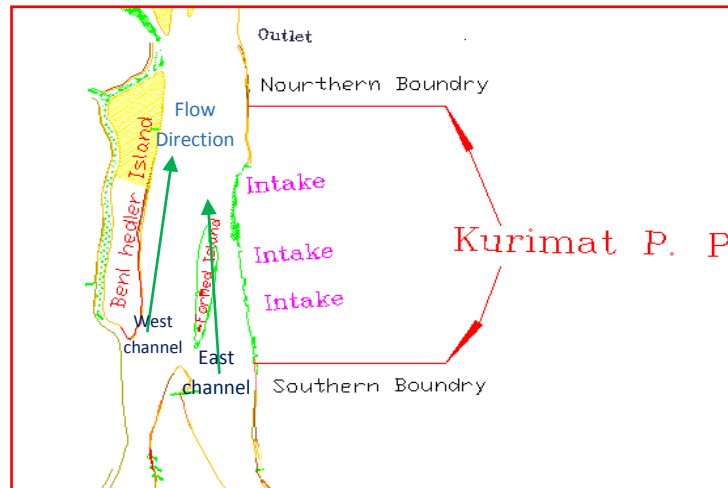 Outlet
Nourthern Boundry
Flow
Direction
Intake
Benl hedler Island
Formed Island
Kurimat P. P
Intake
Intake
West
channel
East
channel
Southern Boundry